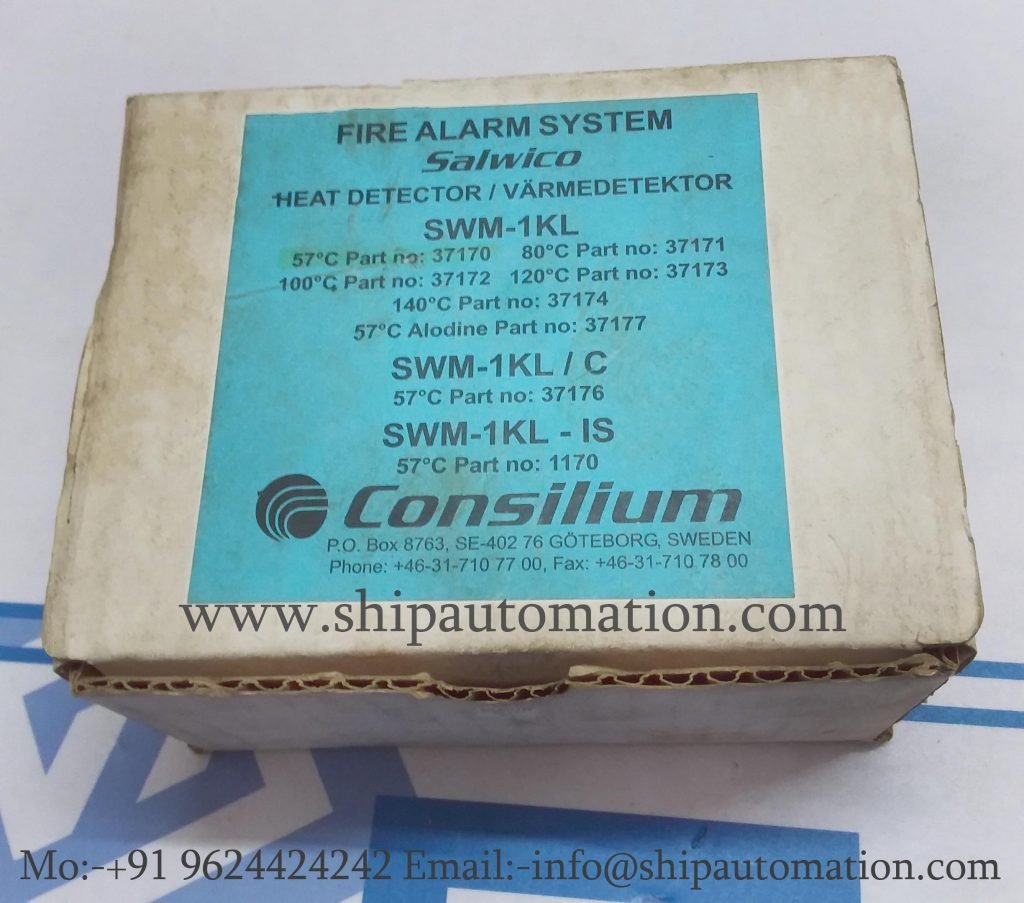 FIRE ALARM SYSTEM
Salwico
HEAT DETECTOR / VÄRMEDETEKTOR
SWM-1KL
57°C Part no: 37170 80°C Part no: 37171
100°C Part no: 37172 120°C Part no: 37173
140°C Part no: 37174
57°C Alodine Part no: 37177
SWM-1KL / C
57°C Part no: 37176
SWM-1KL - IS
57°C Part no: 1170
Consilium
P.O. Box 8763, SE-402 76 GÖTEBORG, SWEDEN
Phone: +46-31-710 77 00, Fax: +46-31-710 78 00
www.shipautomation.com
Mo:-+91 9624424242 Email:-info@shipautomation.com